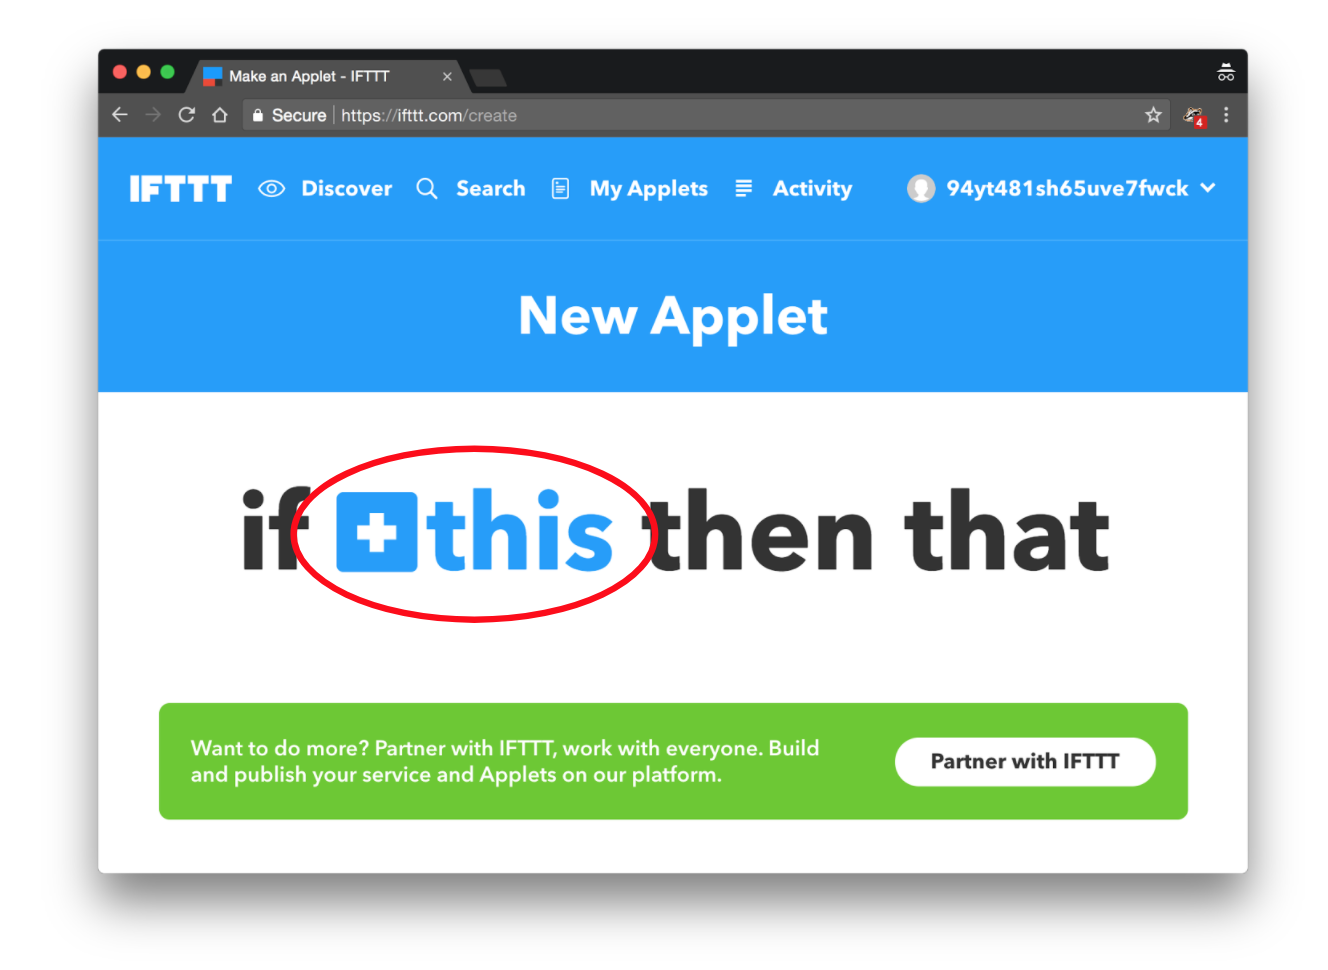 Make an Applet - IFTTT
Secure https://ifttt.com/create
4
IFTTT Discover Search My Applets Activity 94yt481sh65uve7fwck
New Applet
if this then that
Want to do more? Partner with IFTTT, work with everyone. Build
and publish your service and Applets on our platform.
Partner with IFTTT